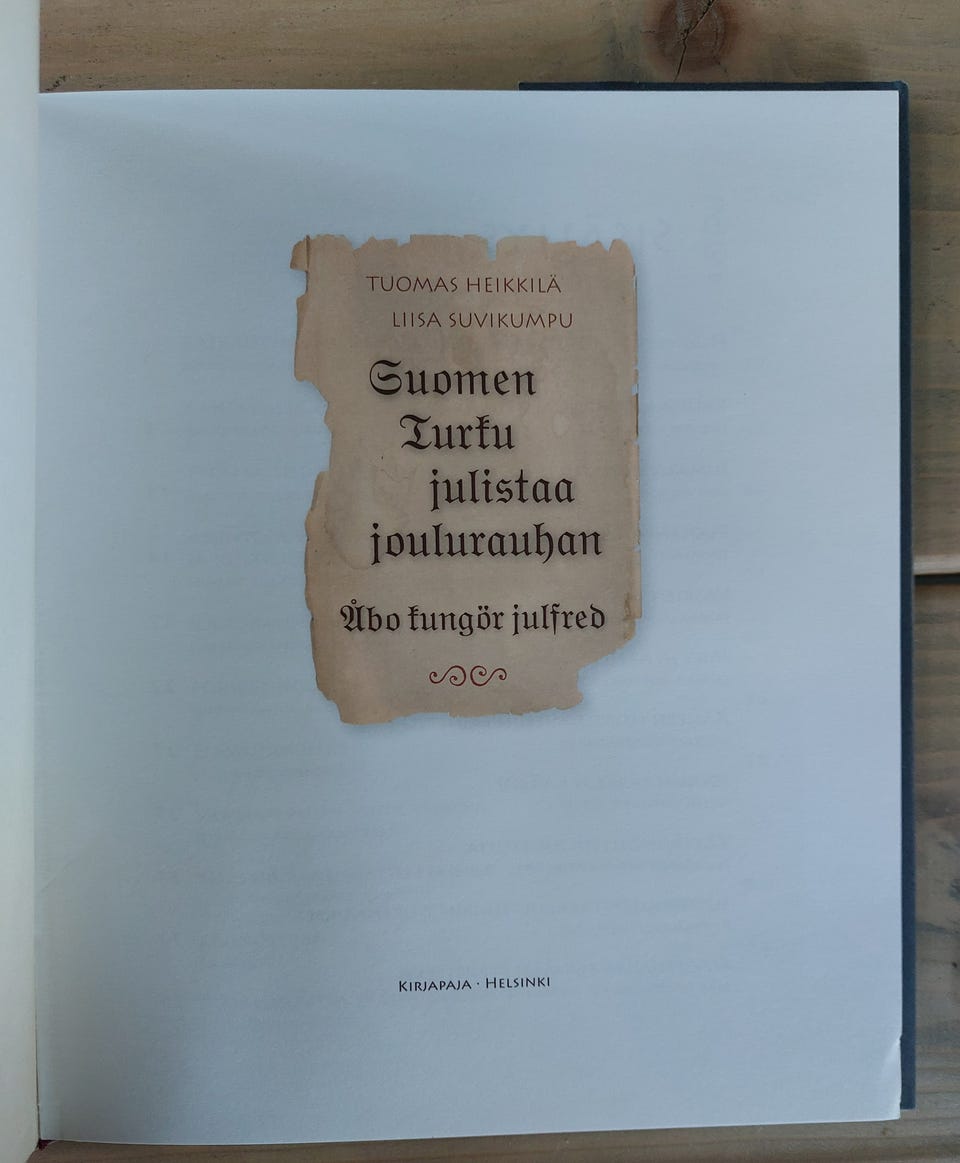 TUOMAS HEIKKILÄ
LIISA SUVIKUMPU
Suomen
Turku
julistaa
joulurauhan
Åbo kungör julfred
KIRJAPAJA · HELSINKI